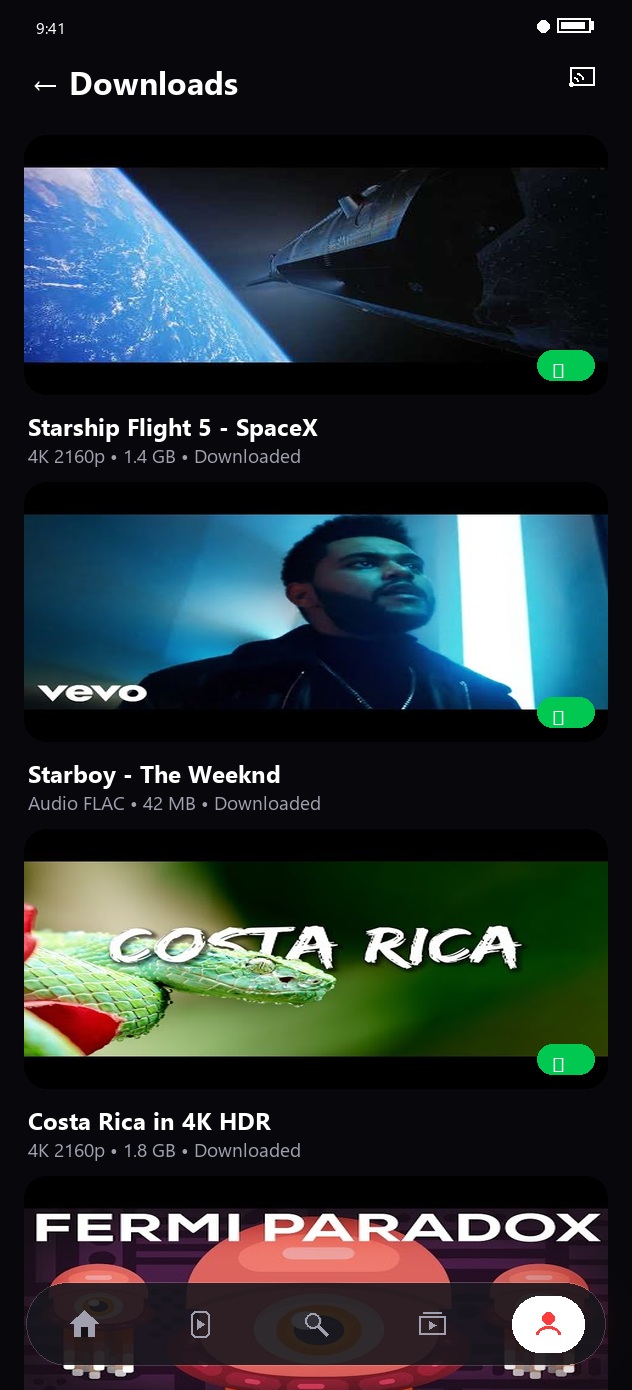 9:41
← Downloads
Starship Flight 5 - SpaceX
4K 2160p • 1.4 GB • Downloaded
vevo
Starboy - The Weeknd
Audio FLAC • 42 MB • Downloaded
COSTA RICA
Costa Rica in 4K HDR
4K 2160p • 1.8 GB • Downloaded
FERMI PARADOX